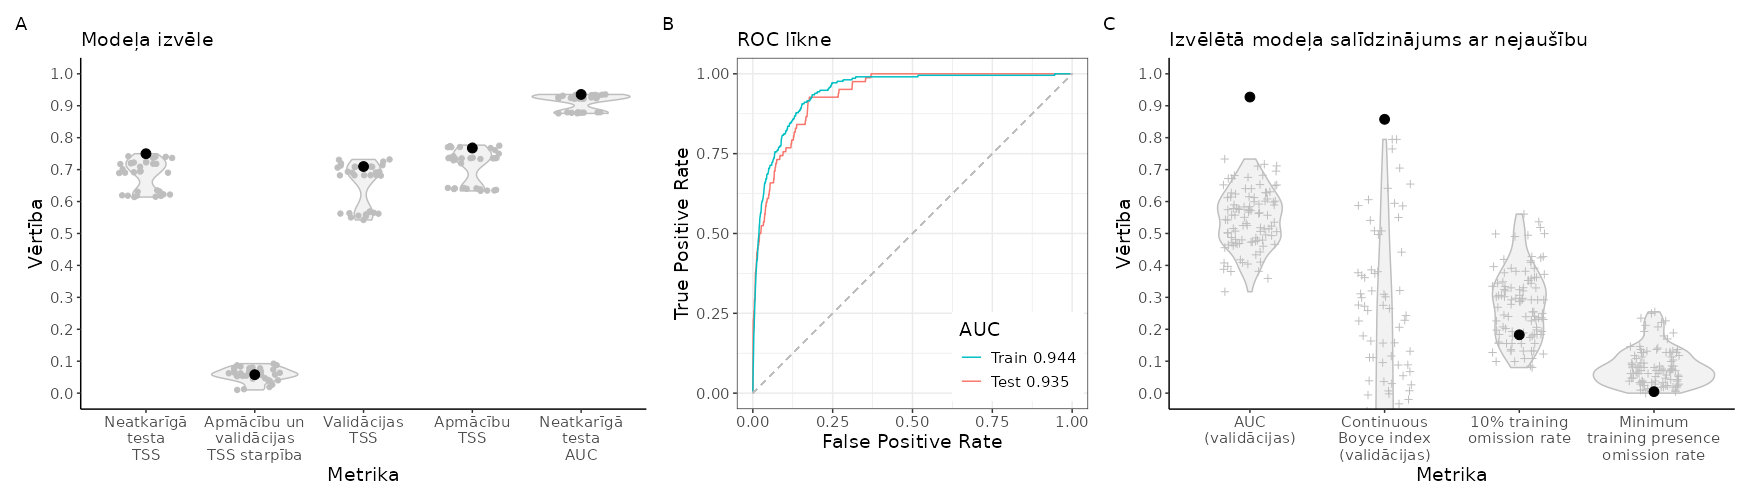 A
Modeļa izvēle
Vērtība
1.0
0.9
0.8
0.7
0.6
0.5
0.4
0.3
0.2
0.1
0.0
Neatkarīgā
testa
TSS
Apmācību un
validācijas
TSS starpība
Validācijas
TSS
Apmācību
TSS
Neatkarīgā
testa
AUC
Metrika
B
ROC līkne
True Positive Rate
1.00
0.75
0.50
0.25
0.00
AUC
Train 0.944
Test 0.935
0.00
0.25
0.50
0.75
1.00
False Positive Rate
C
Izvēlētā modeļa salīdzinājums ar nejaušību
Vērtība
1.0
0.9
0.8
0.7
0.6
0.5
0.4
0.3
0.2
0.1
0.0
AUC
(validācijas)
Continuous
Boyce index
(validācijas)
10% training
omission rate
Minimum
training presence
omission rate
Metrika